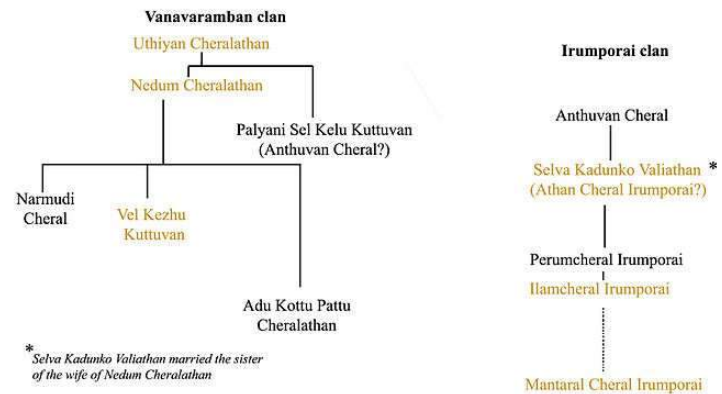 Vanavaramban clan
Uthiyan Cheralathan
Nedum Cheralathan
Palyani Sel Kelu Kuttuvan
(Anthuvan Cheral?)
Narmudi
Cheral
Vel Kezhu
Kuttuvan
Adu Kottu Pattu
Cheralathan
*
Selva Kadunko Valiathan married the sister
of the wife of Nedum Cheralathan
Irumporai clan
Anthuvan Cheral
Selva Kadunko Valiathan *
(Athan Cheral Irumporai?)
Perumcheral Irumporai
Ilamcheral Irumporai
Mantaral Cheral Irumporai